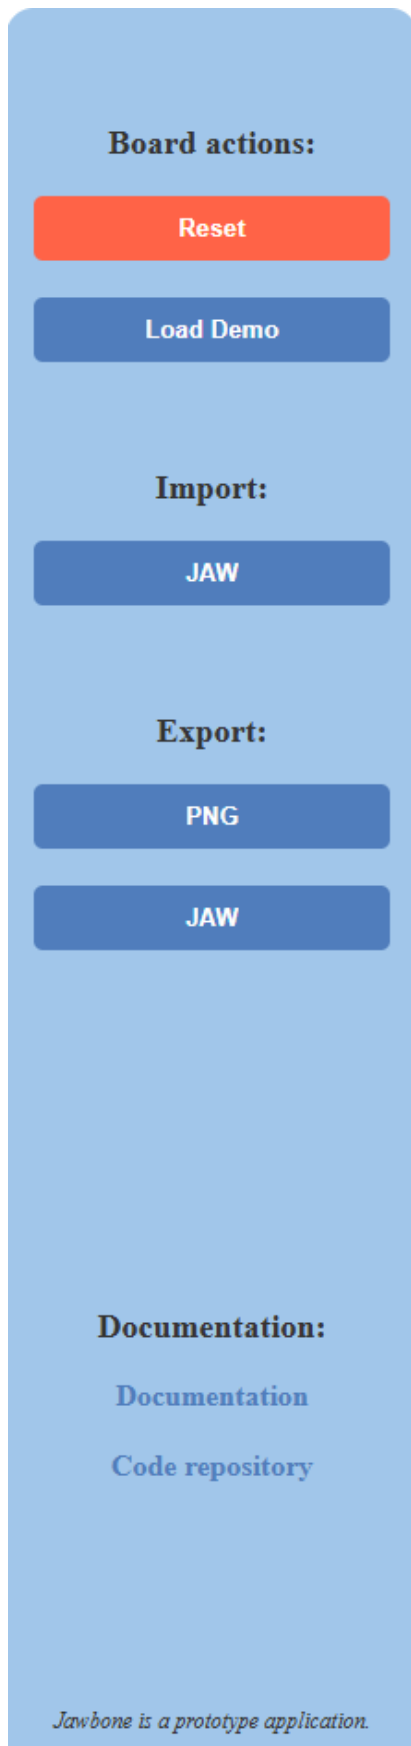 Board actions:
Reset
Load Demo
Import:
JAW
Export:
PNG
JAW
Documentation:
Documentation
Code repository
Jawbone is a prototype application.